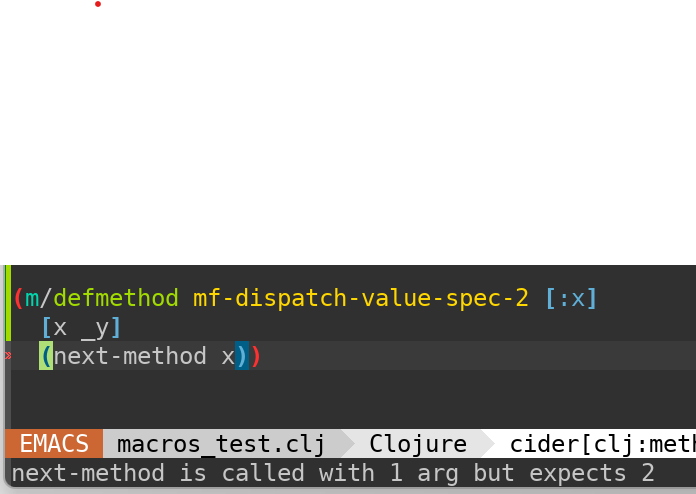 (m/defmethod mf-dispatch-value-spec-2 [:x]
[x _y]
» (next-method x))
EMACS macros_test.clj Clojure cider[clj:meth
next-method is called with 1 arg but expects 2